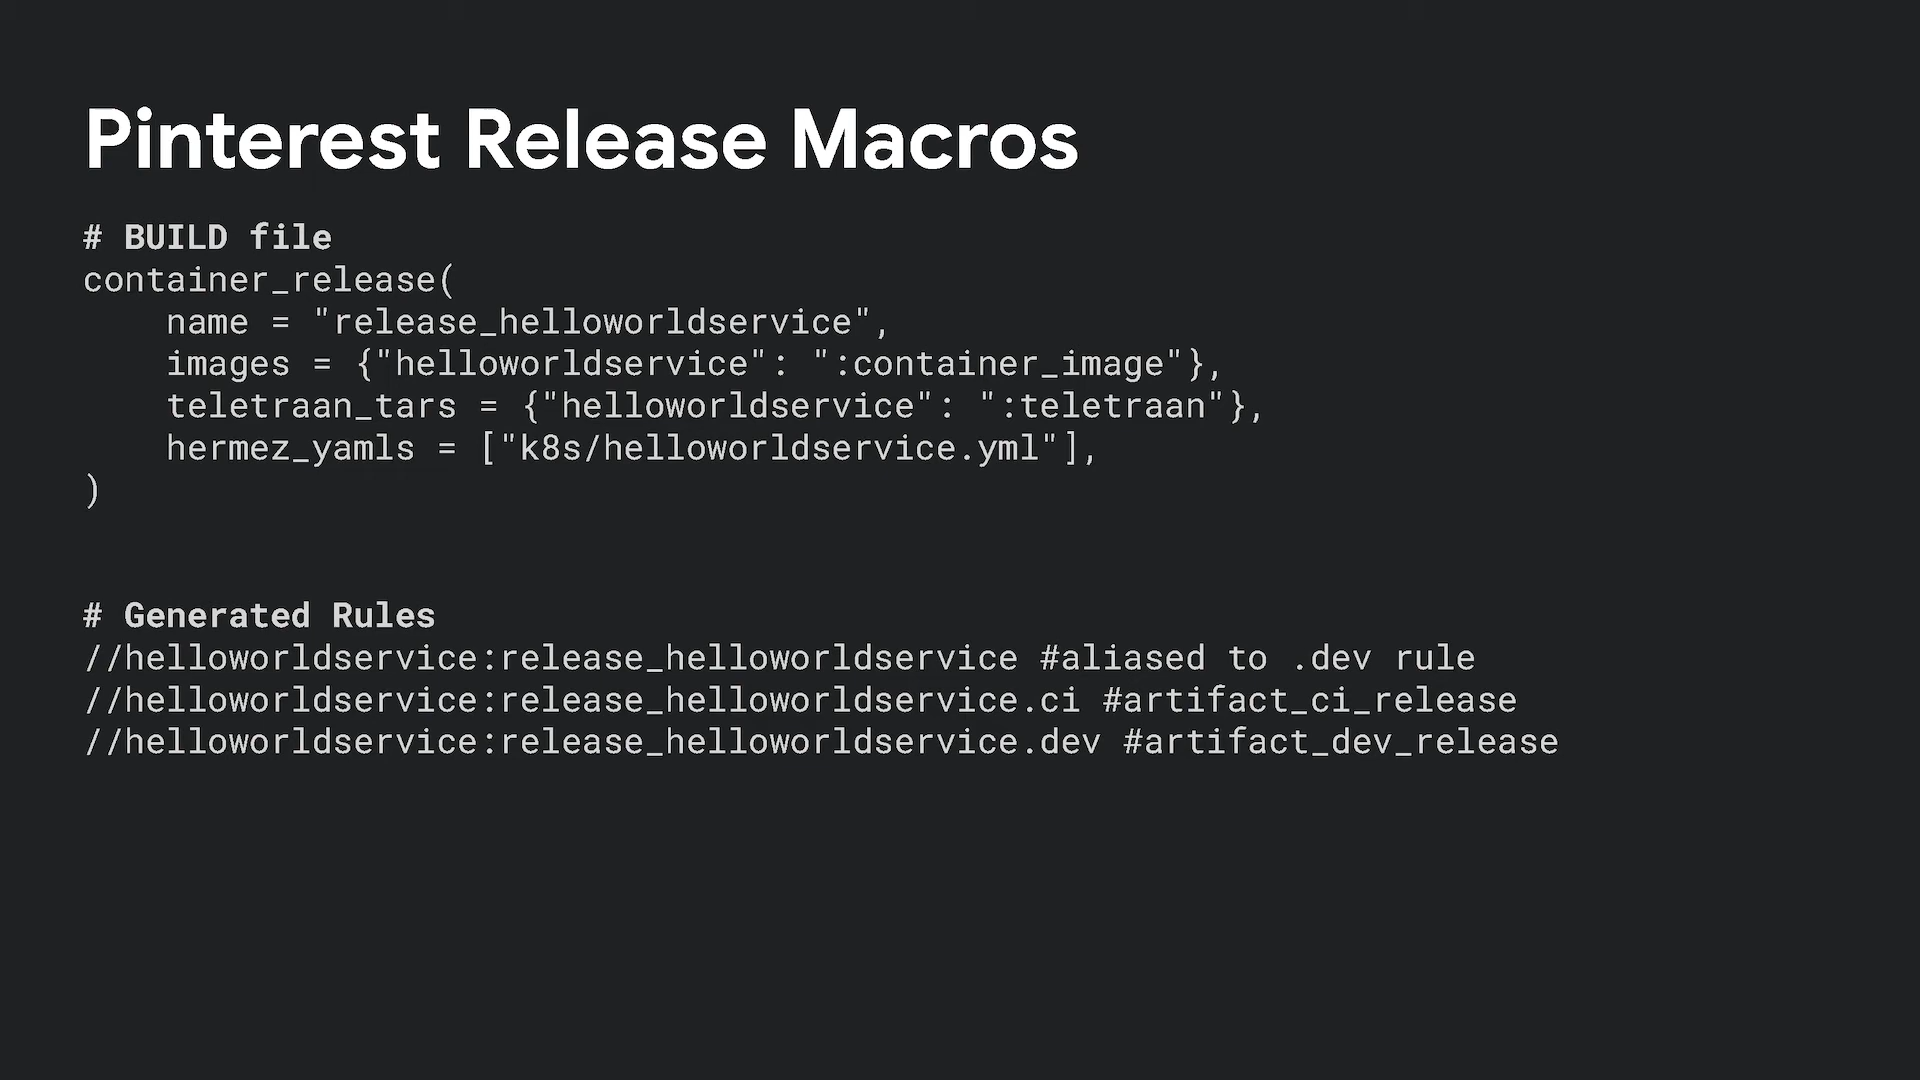 Pinterest Release Macros
# BUILD file
container_release(
    name = "release_helloworldservice",
    images = {"helloworldservice": ":container_image"},
    teletraan_tars = {"helloworldservice": ":teletraan"},
    hermez_yamls = ["k8s/helloworldservice.yml"],
)
# Generated Rules
//helloworldservice:release_helloworldservice #aliased to .dev rule
//helloworldservice:release_helloworldservice.ci #artifact_ci_release
//helloworldservice:release_helloworldservice.dev #artifact_dev_release